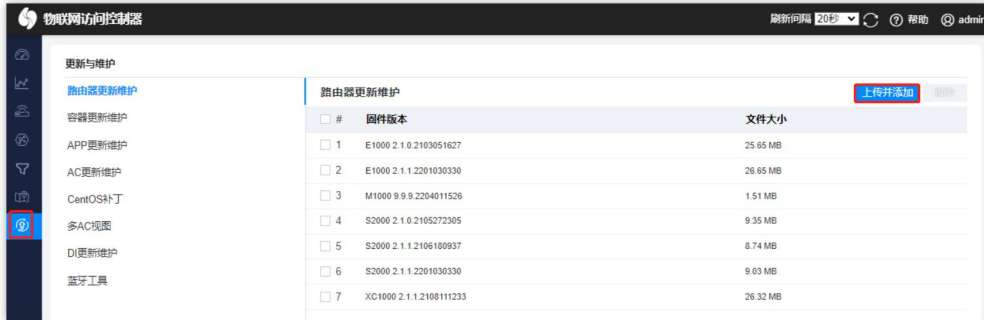 物联网访问控制器
刷新间隔 20秒 帮助 admin
更新与维护
路由器更新维护
容器更新维护
APP更新维护
AC更新维护
CentOS补丁
多AC视图
DI更新维护
蓝牙工具
路由器更新维护 上传并添加 删除
# 固件版本 文件大小
1 E1000 2.1.0.2103051627 25.65 MB
2 E1000 2.1.1.2201030330 26.65 MB
3 M1000 9.9.9.2204011526 1.51 MB
4 S2000 2.1.0.2105272305 9.35 MB
5 S2000 2.1.1.2106180937 8.74 MB
6 S2000 2.1.1.2201030330 9.03 MB
7 XC1000 2.1.1.2108111233 26.32 MB